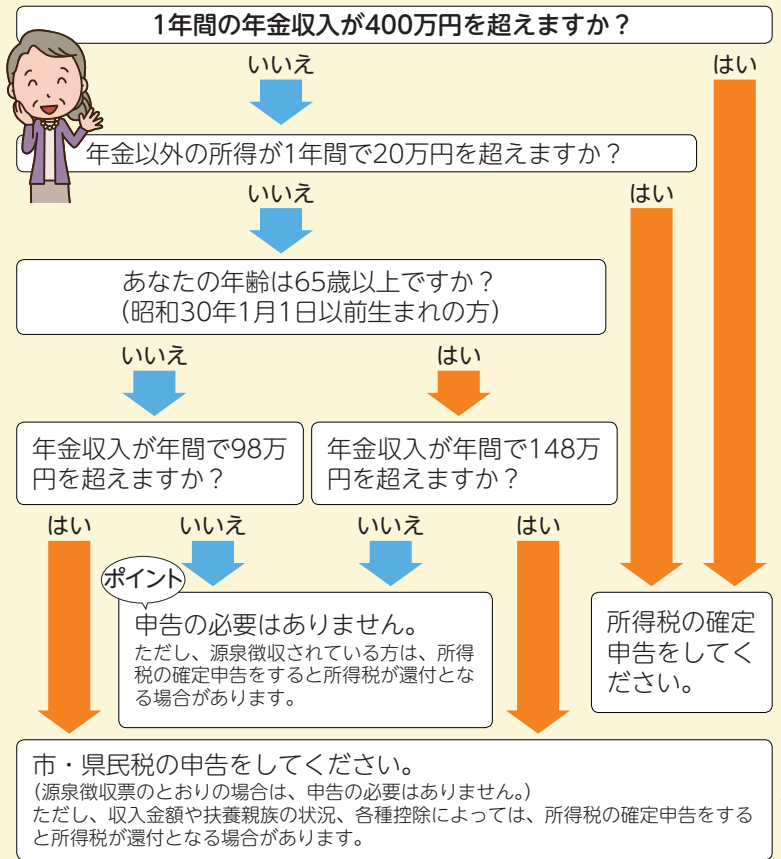 1年間の年金収入が400万円を超えますか？
いいえ
はい
年金以外の所得が1年間で20万円を超えますか？
いいえ
はい
あなたの年齢は65歳以上ですか？
（昭和30年1月1日以前生まれの方）
いいえ
はい
年金収入が年間で98万
円を超えますか？
年金収入が年間で148万
円を超えますか？
はい
いいえ
いいえ
はい
ポイント
申告の必要はありません。
ただし、源泉徴収されている方は、所得
税の確定申告をすると所得税が還付とな
る場合があります。
所得税の確定
申告をしてく
ださい。
市・県民税の申告をしてください。
（源泉徴収票のとおりの場合は、申告の必要はありません。）
ただし、収入金額や扶養親族の状況、各種控除によっては、所得税の確定申告をする
と所得税が還付となる場合があります。